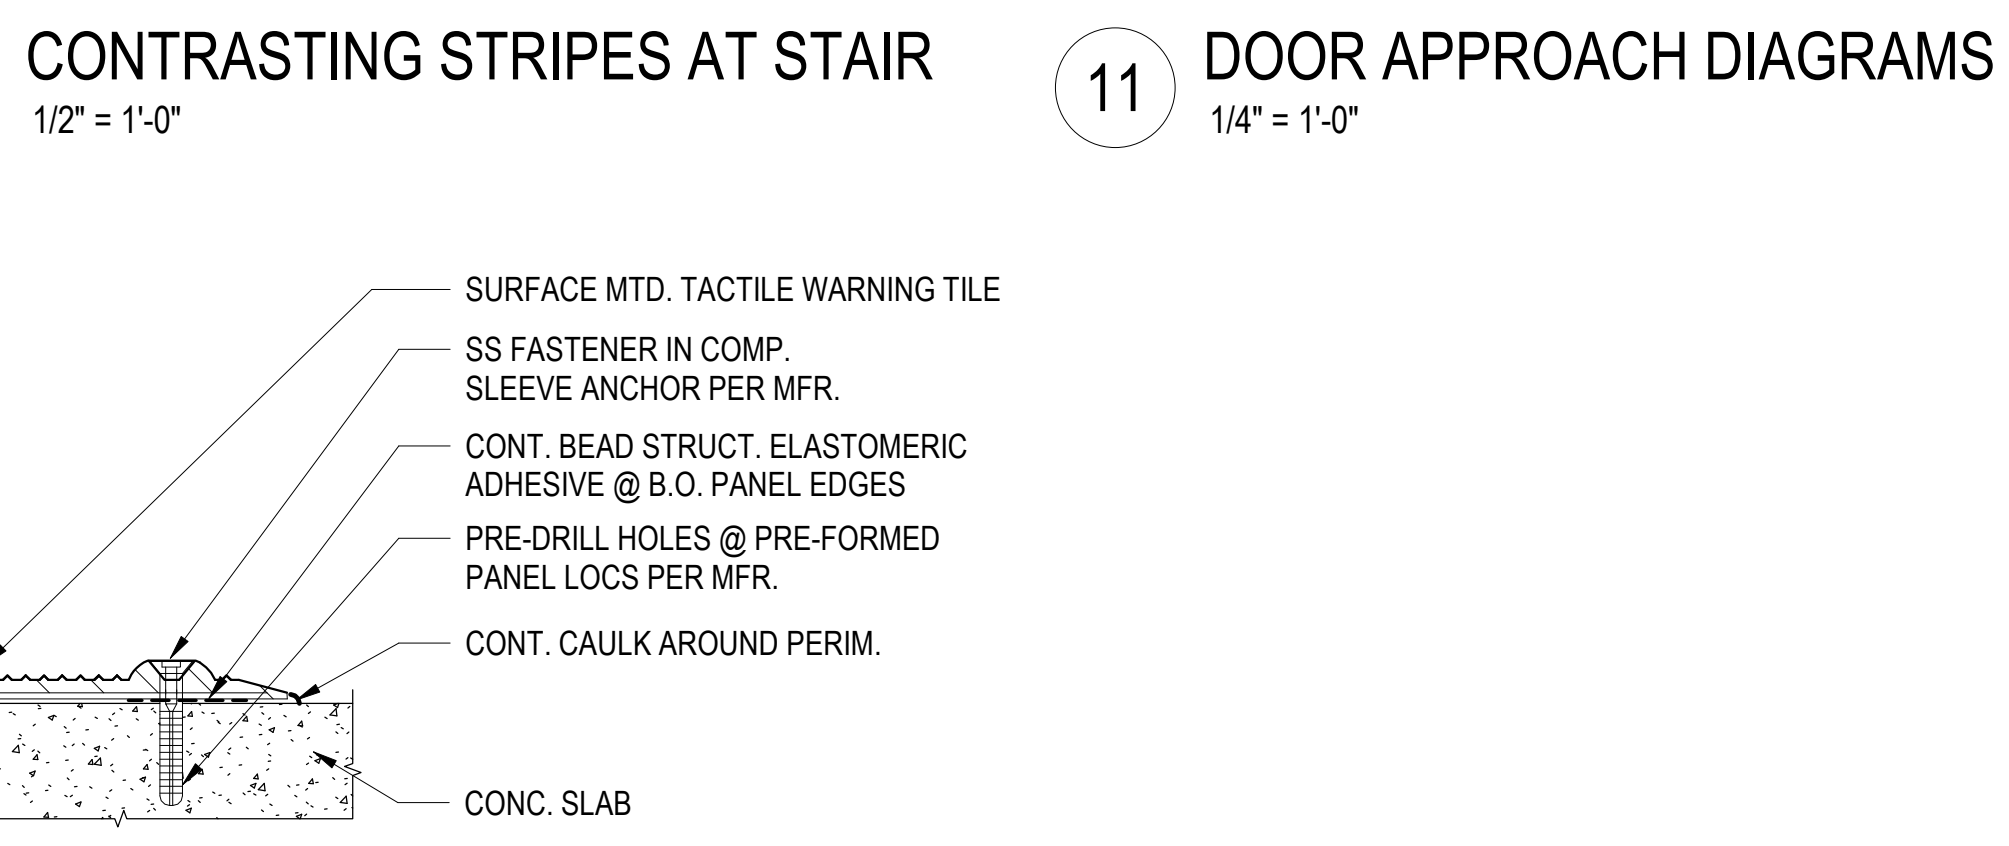 CONTRASTING STRIPES AT STAIR
1/2" = 1'-0"
11
DOOR APPROACH DIAGRAMS
1/4" = 1'-0"
SURFACE MTD. TACTILE WARNING TILE
SS FASTENER IN COMP.
SLEEVE ANCHOR PER MFR.
CONT. BEAD STRUCT. ELASTOMERIC
ADHESIVE @ B.O. PANEL EDGES
PRE-DRILL HOLES @ PRE-FORMED
PANEL LOCS PER MFR.
CONT. CAULK AROUND PERIM.
CONC. SLAB